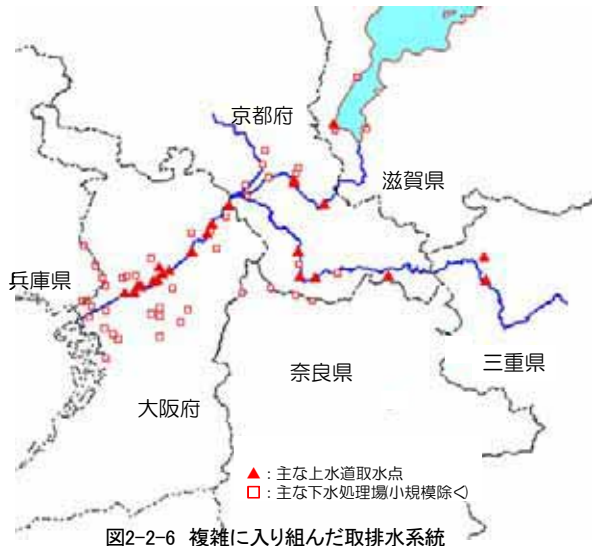 京都府
滋賀県
兵庫県
三重県
奈良県
大阪府
▲：主な上水道取水点
□：主な下水処理場(小規模除く)
図2-2-6 複雑に入り組んだ取排水系統